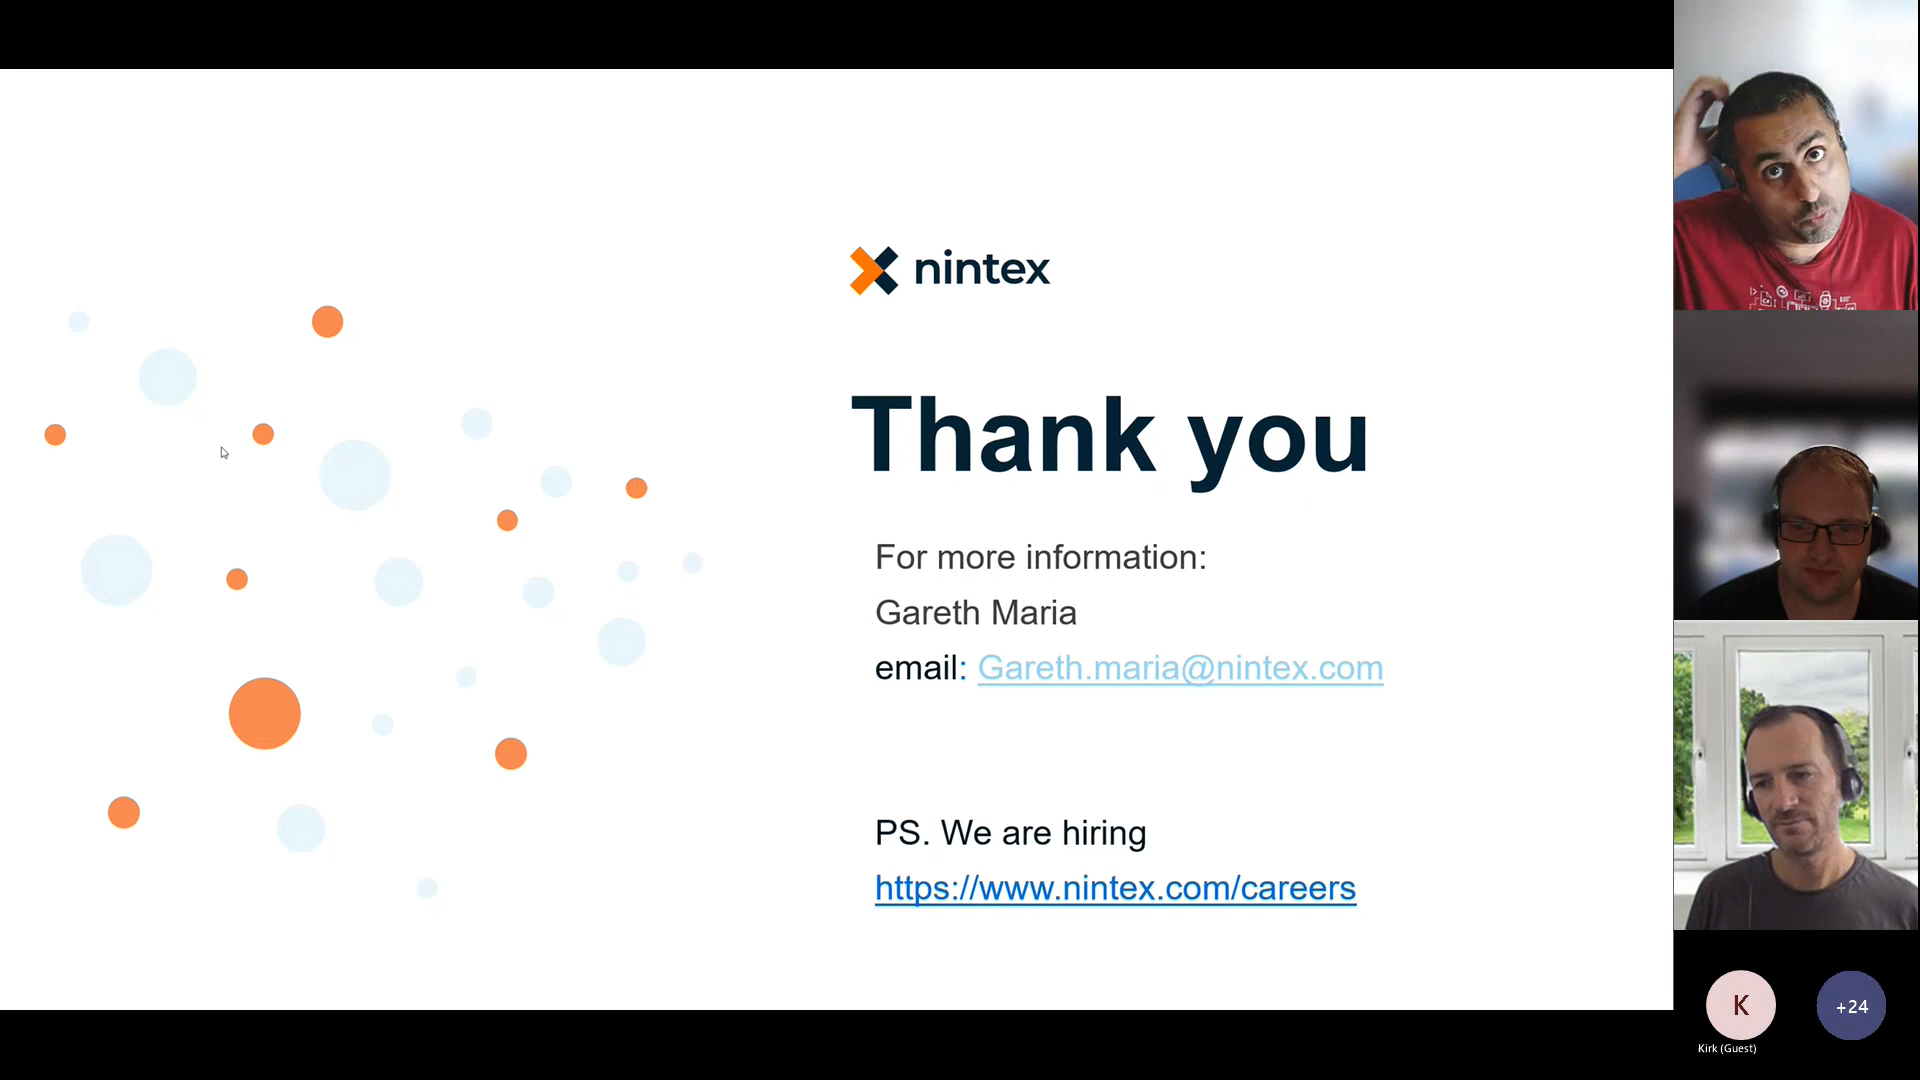 nintex
Thank you
For more information:
Gareth Maria
email: Gareth.maria@nintex.com
PS. We are hiring
https://www.nintex.com/careers
K
+24
Kirk (Guest)